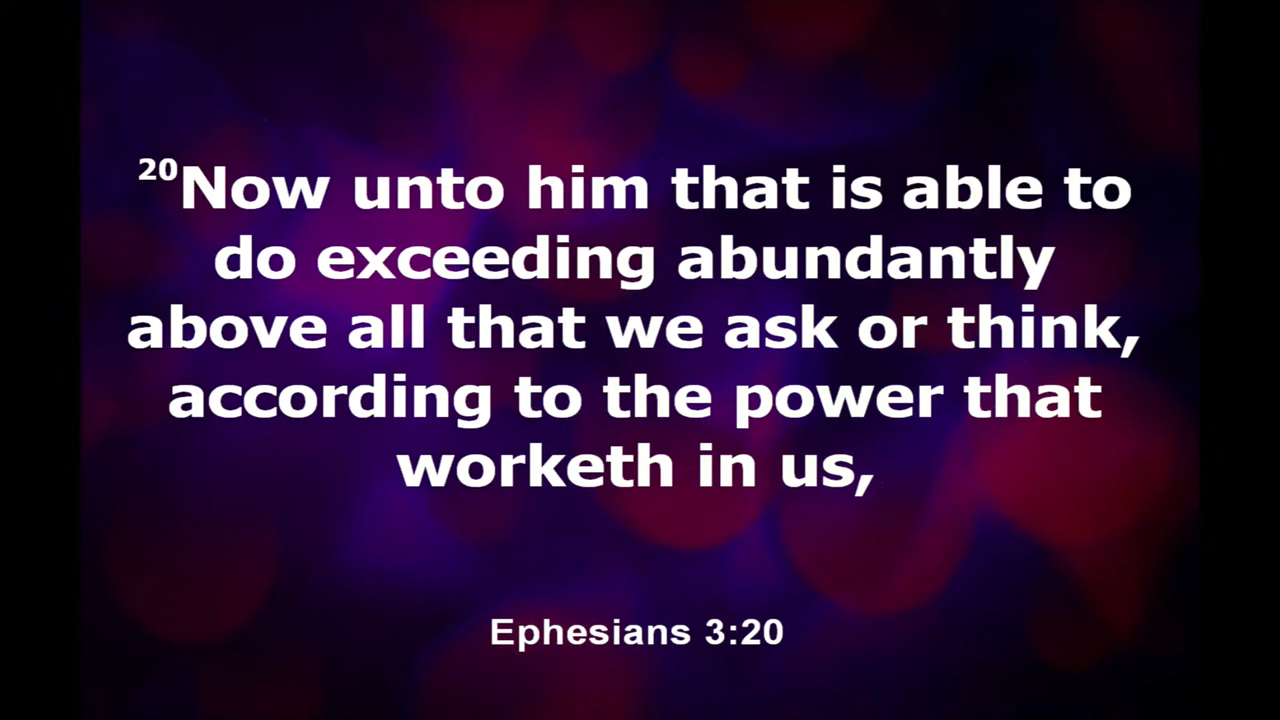 20Now unto him that is able to
do exceeding abundantly
above all that we ask or think,
according to the power that
worketh in us,
Ephesians 3:20